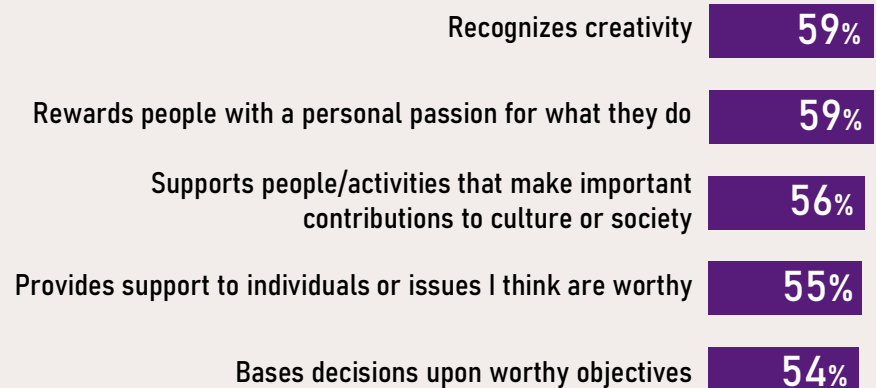 Recognizes creativity 59%
Rewards people with a personal passion for what they do 59%
Supports people/activities that make important
contributions to culture or society 56%
Provides support to individuals or issues I think are worthy 55%
Bases decisions upon worthy objectives 54%